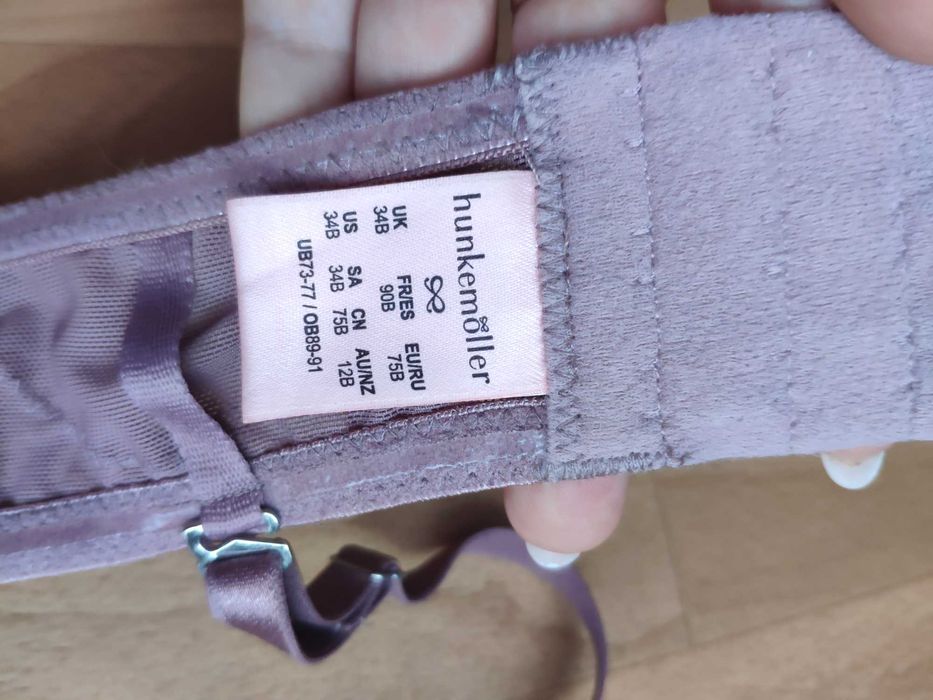 hunkemöller
UK FR/ES EU/RU
34B 90B 75B
US SA CN AU/NZ
34B 34B 75B 12B
UB73-77 / OB89-91